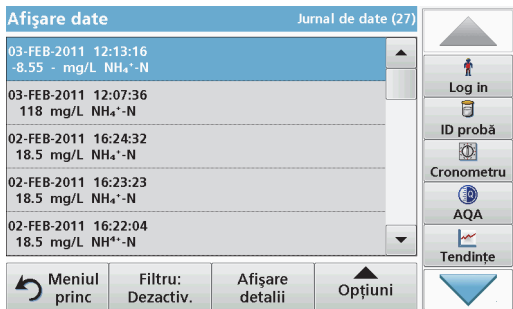 Afişare date
Jurnal de date (27)
03-FEB-2011 12:13:16
-8.55 - mg/L NH₄⁺-N
03-FEB-2011 12:07:36
118 mg/L NH₄⁺-N
02-FEB-2011 16:24:32
18.5 mg/L NH₄⁺-N
02-FEB-2011 16:23:23
18.5 mg/L NH₄⁺-N
02-FEB-2011 16:22:04
18.5 mg/L NH⁴⁺-N
Log in
ID probă
Cronometru
AQA
Tendinţe
Meniul
princ
Filtru:
Dezactiv.
Afişare
detalii
Opţiuni